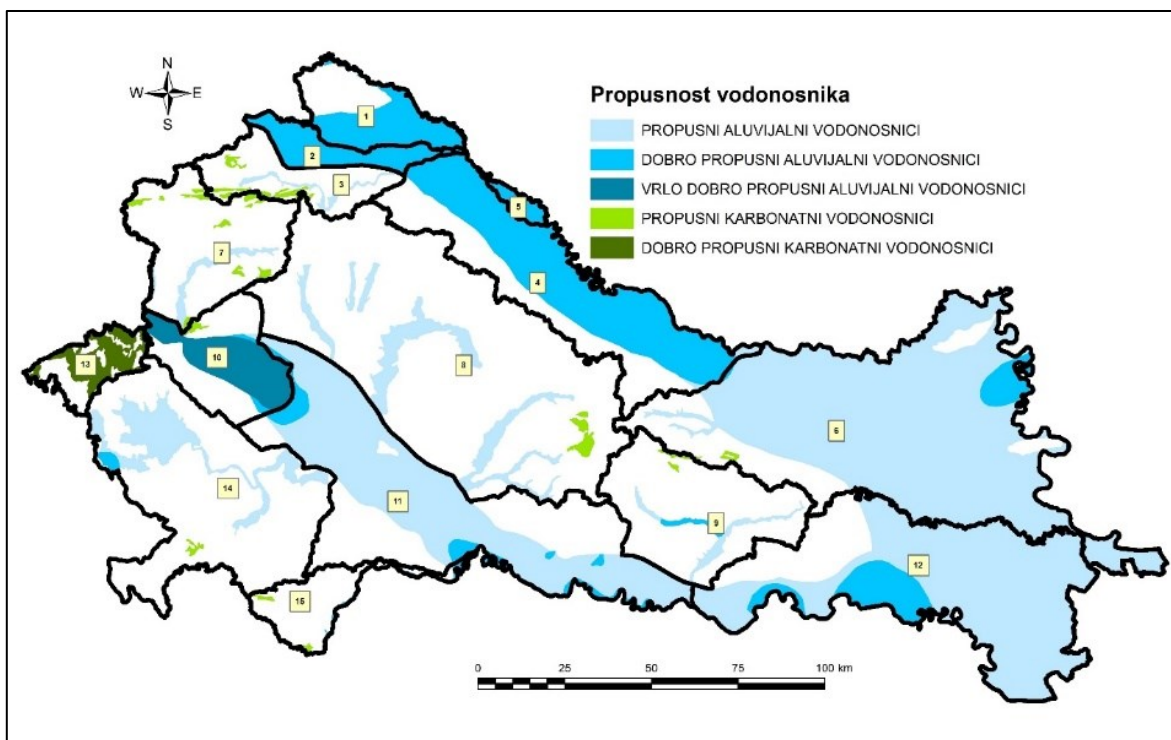 N
W E
S
Propusnost vodonosnika
PROPUSNI ALUVIJALNI VODONOSNICI
DOBRO PROPUSNI ALUVIJALNI VODONOSNICI
VRLO DOBRO PROPUSNI ALUVIJALNI VODONOSNICI
PROPUSNI KARBONATNI VODONOSNICI
DOBRO PROPUSNI KARBONATNI VODONOSNICI
1
2
3
5
7
4
10
13
8
6
14
11
9
12
15
0 25 50 75 100 km